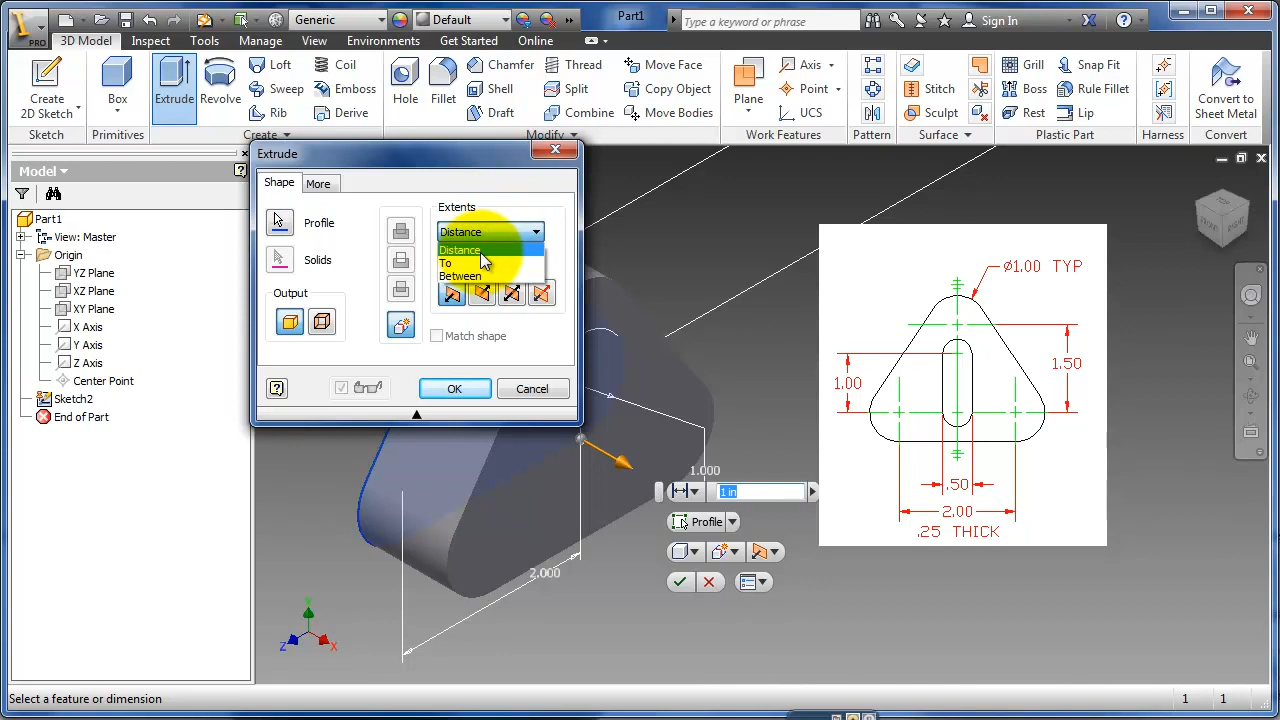 Generic
Default
Part1
Type a keyword or phrase
Sign In
PRO
3D Model Inspect Tools Manage View Environments Get Started Online
Create
2D Sketch
Box
Extrude
Revolve
Loft
Sweep
Rib
Coil
Emboss
Derive
Hole
Fillet
Chamfer
Shell
Draft
Thread
Split
Combine
Move Face
Copy Object
Move Bodies
Plane
Axis
Point
UCS
Stitch
Sculpt
Grill
Boss
Rest
Snap Fit
Rule Fillet
Lip
Convert to
Sheet Metal
Sketch Primitives Create Modify Work Features Pattern Surface Plastic Part Harness Convert
Model
Part1
View: Master
Origin
YZ Plane
XZ Plane
XY Plane
X Axis
Y Axis
Z Axis
Center Point
Sketch2
End of Part
Extrude
Shape More
Profile
Solids
Output
Extents
Distance
Distance
To
Between
Match shape
OK Cancel
1.000
1 in
Profile
2.000
Y
Z X
Ø1.00 TYP
1.50
1.00
.50
2.00
.25 THICK
Select a feature or dimension
1 1